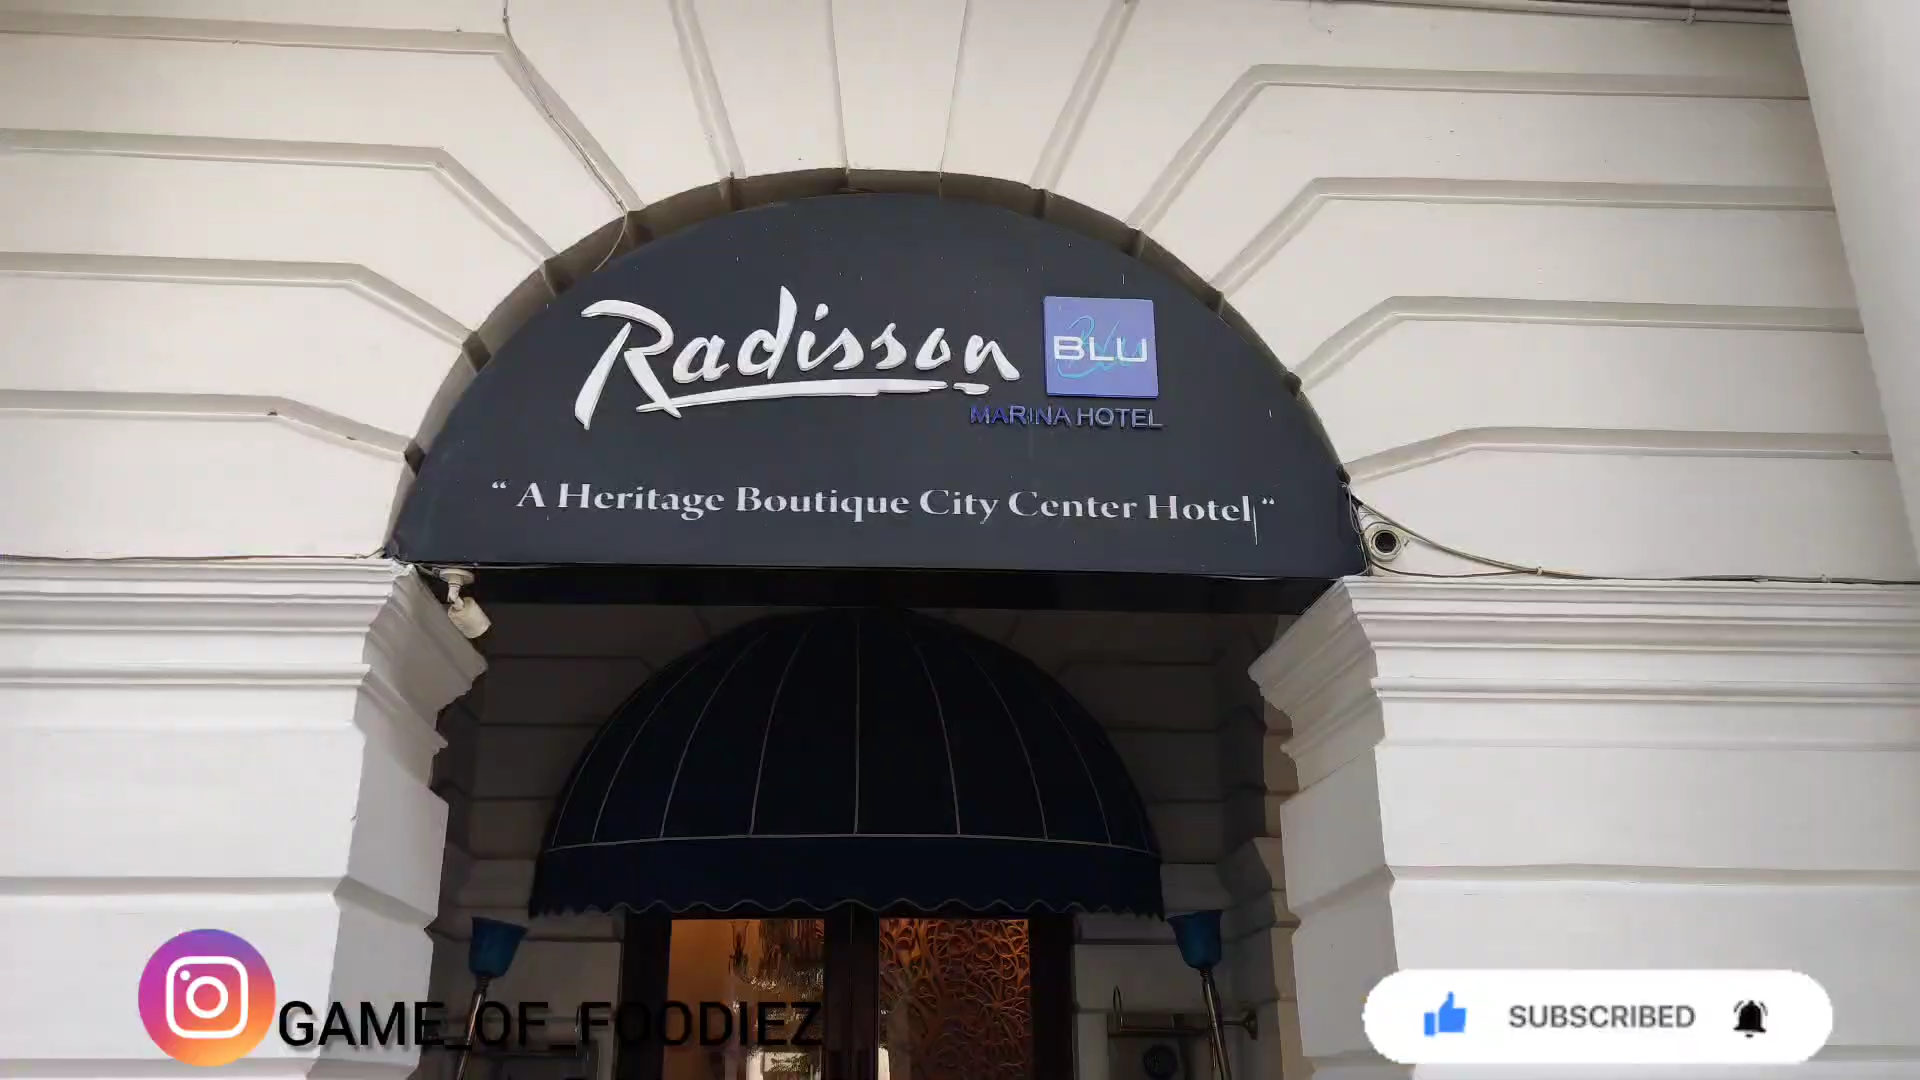 Radisson
BLU
MARINA HOTEL
“ A Heritage Boutique City Center Hotel “
GAME_OF_FOODIEZ
SUBSCRIBED